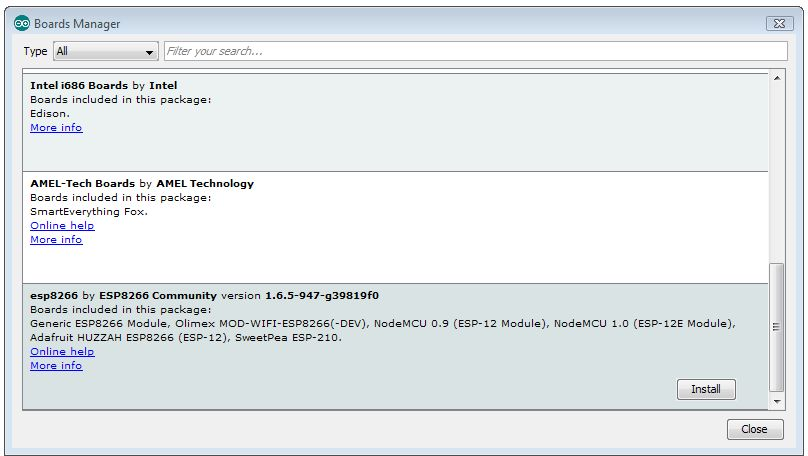 Boards Manager
Type All Filter your search...
Intel i686 Boards by Intel
Boards included in this package:
Edison.
More info
AMEL-Tech Boards by AMEL Technology
Boards included in this package:
SmartEverything Fox.
Online help
More info
esp8266 by ESP8266 Community version 1.6.5-947-g39819f0
Boards included in this package:
Generic ESP8266 Module, Olimex MOD-WIFI-ESP8266(-DEV), NodeMCU 0.9 (ESP-12 Module), NodeMCU 1.0 (ESP-12E Module),
Adafruit HUZZAH ESP8266 (ESP-12), SweetPea ESP-210.
Online help
More info
Install
Close